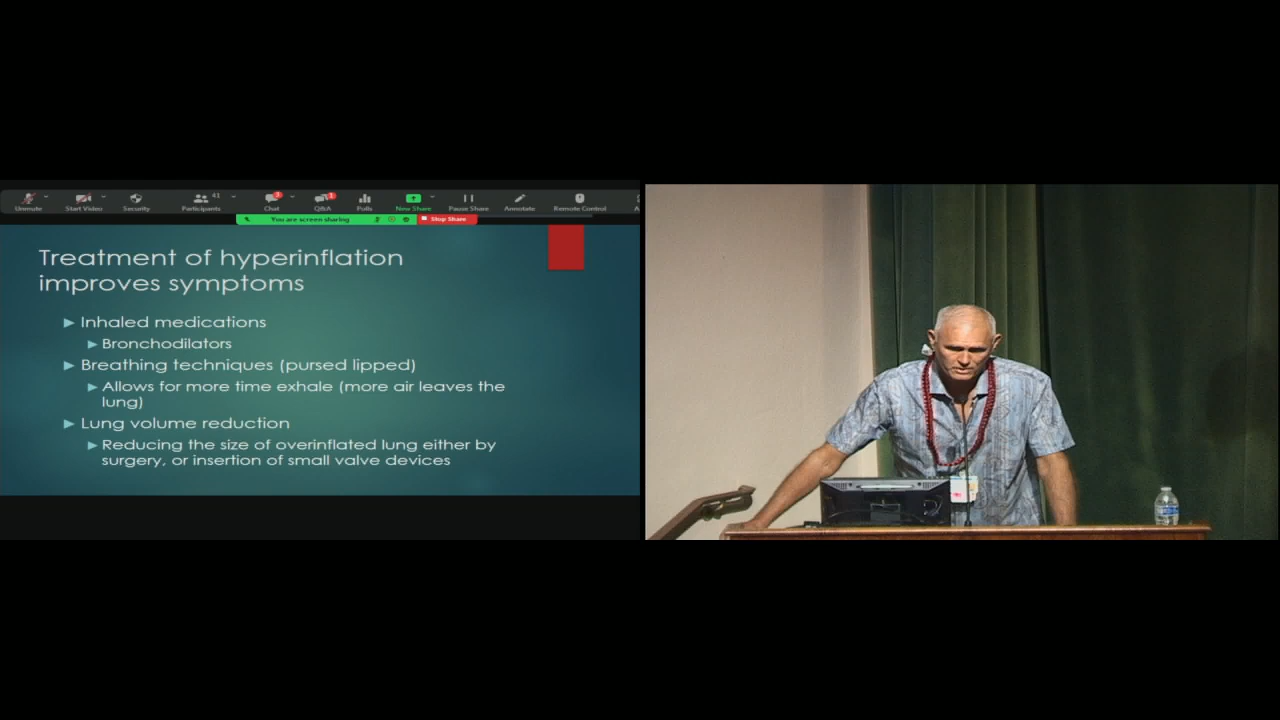 Unmute
Start Video
Security
Participants
41
Chat
3
Q&A
1
Polls
New Share
Pause Share
Annotate
Remote Control
You are screen sharing
Stop Share
Treatment of hyperinflation
improves symptoms
Inhaled medications
Bronchodilators
Breathing techniques (pursed lipped)
Allows for more time exhale (more air leaves the
lung)
Lung volume reduction
Reducing the size of overinflated lung either by
surgery, or insertion of small valve devices